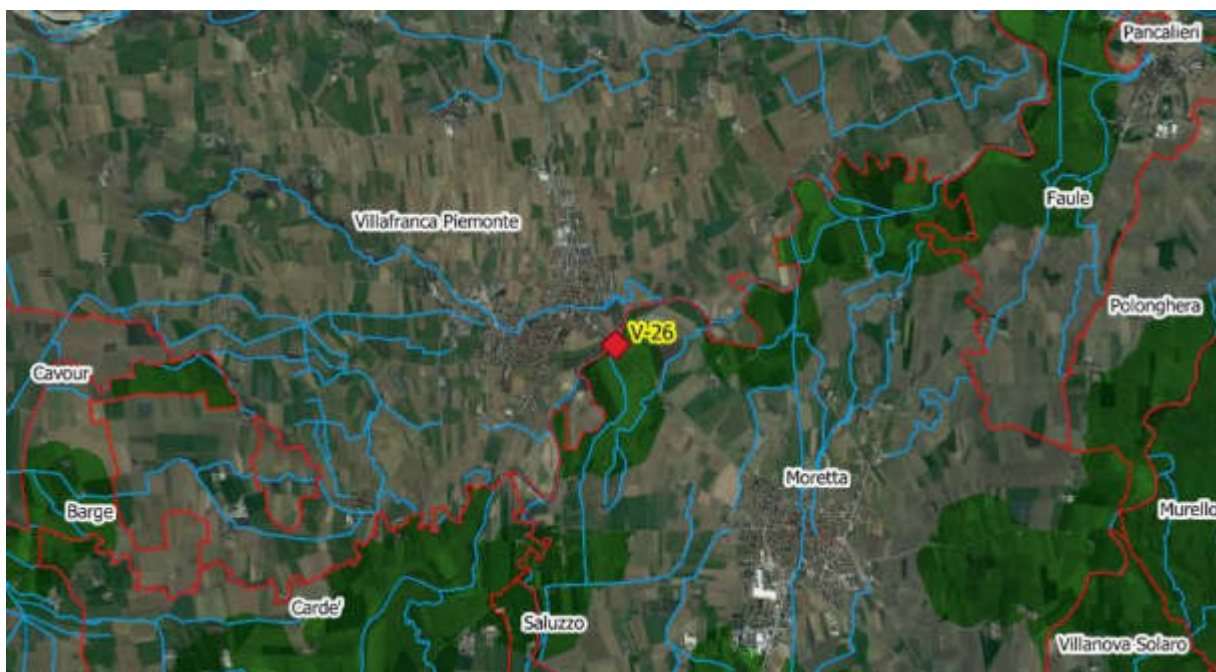 Pancalieri
Faule
Villafranca Piemonte
Polonghera
V-26
Cavour
Moretta
Barge
Murello
Carde'
Saluzzo
Villanova Solaro